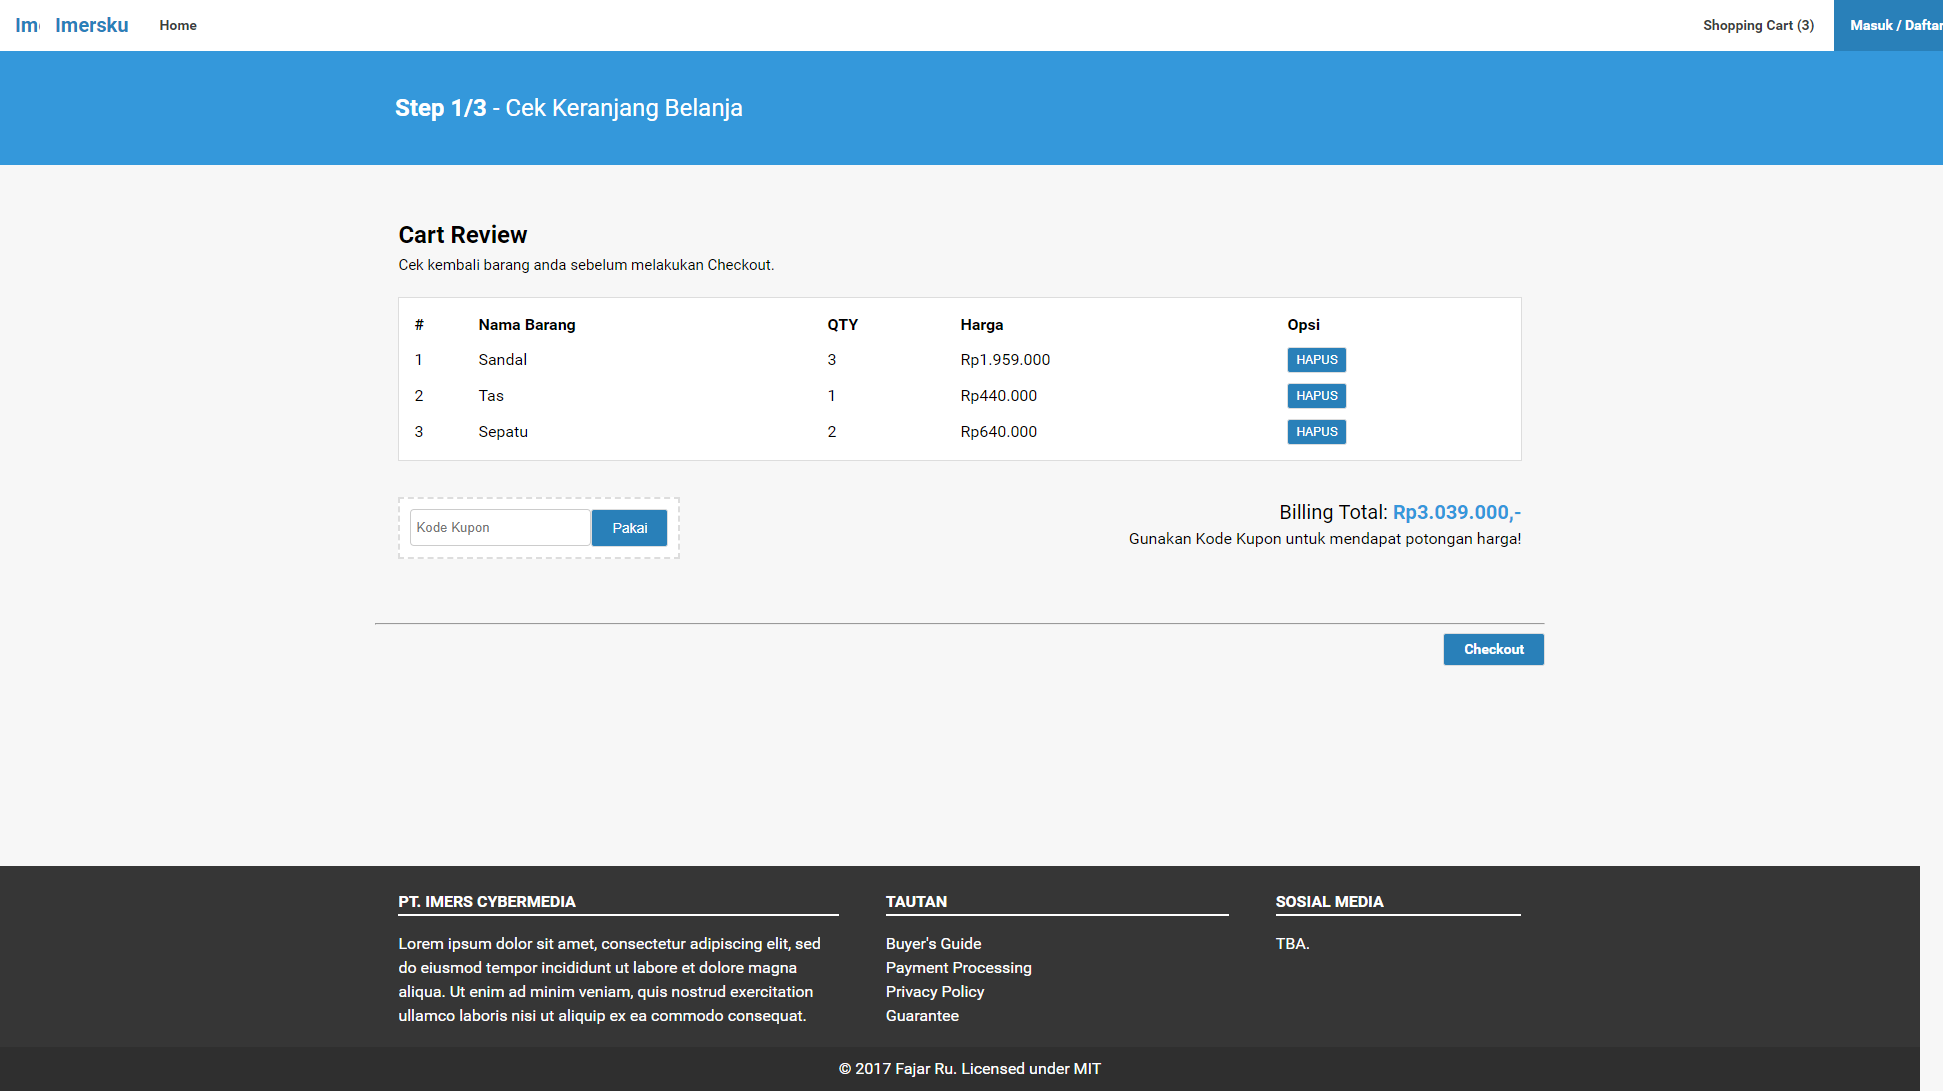 Im Imersku Home Shopping Cart (3) Masuk / Daftar
Step 1/3 - Cek Keranjang Belanja
Cart Review
Cek kembali barang anda sebelum melakukan Checkout.
# Nama Barang QTY Harga Opsi
1 Sandal 3 Rp1.959.000 HAPUS
2 Tas 1 Rp440.000 HAPUS
3 Sepatu 2 Rp640.000 HAPUS
Kode Kupon Pakai
Billing Total: Rp3.039.000,-
Gunakan Kode Kupon untuk mendapat potongan harga!
Checkout
PT. IMERS CYBERMEDIA
Lorem ipsum dolor sit amet, consectetur adipiscing elit, sed
do eiusmod tempor incididunt ut labore et dolore magna
aliqua. Ut enim ad minim veniam, quis nostrud exercitation
ullamco laboris nisi ut aliquip ex ea commodo consequat.
TAUTAN
Buyer's Guide
Payment Processing
Privacy Policy
Guarantee
SOSIAL MEDIA
TBA.
© 2017 Fajar Ru. Licensed under MIT